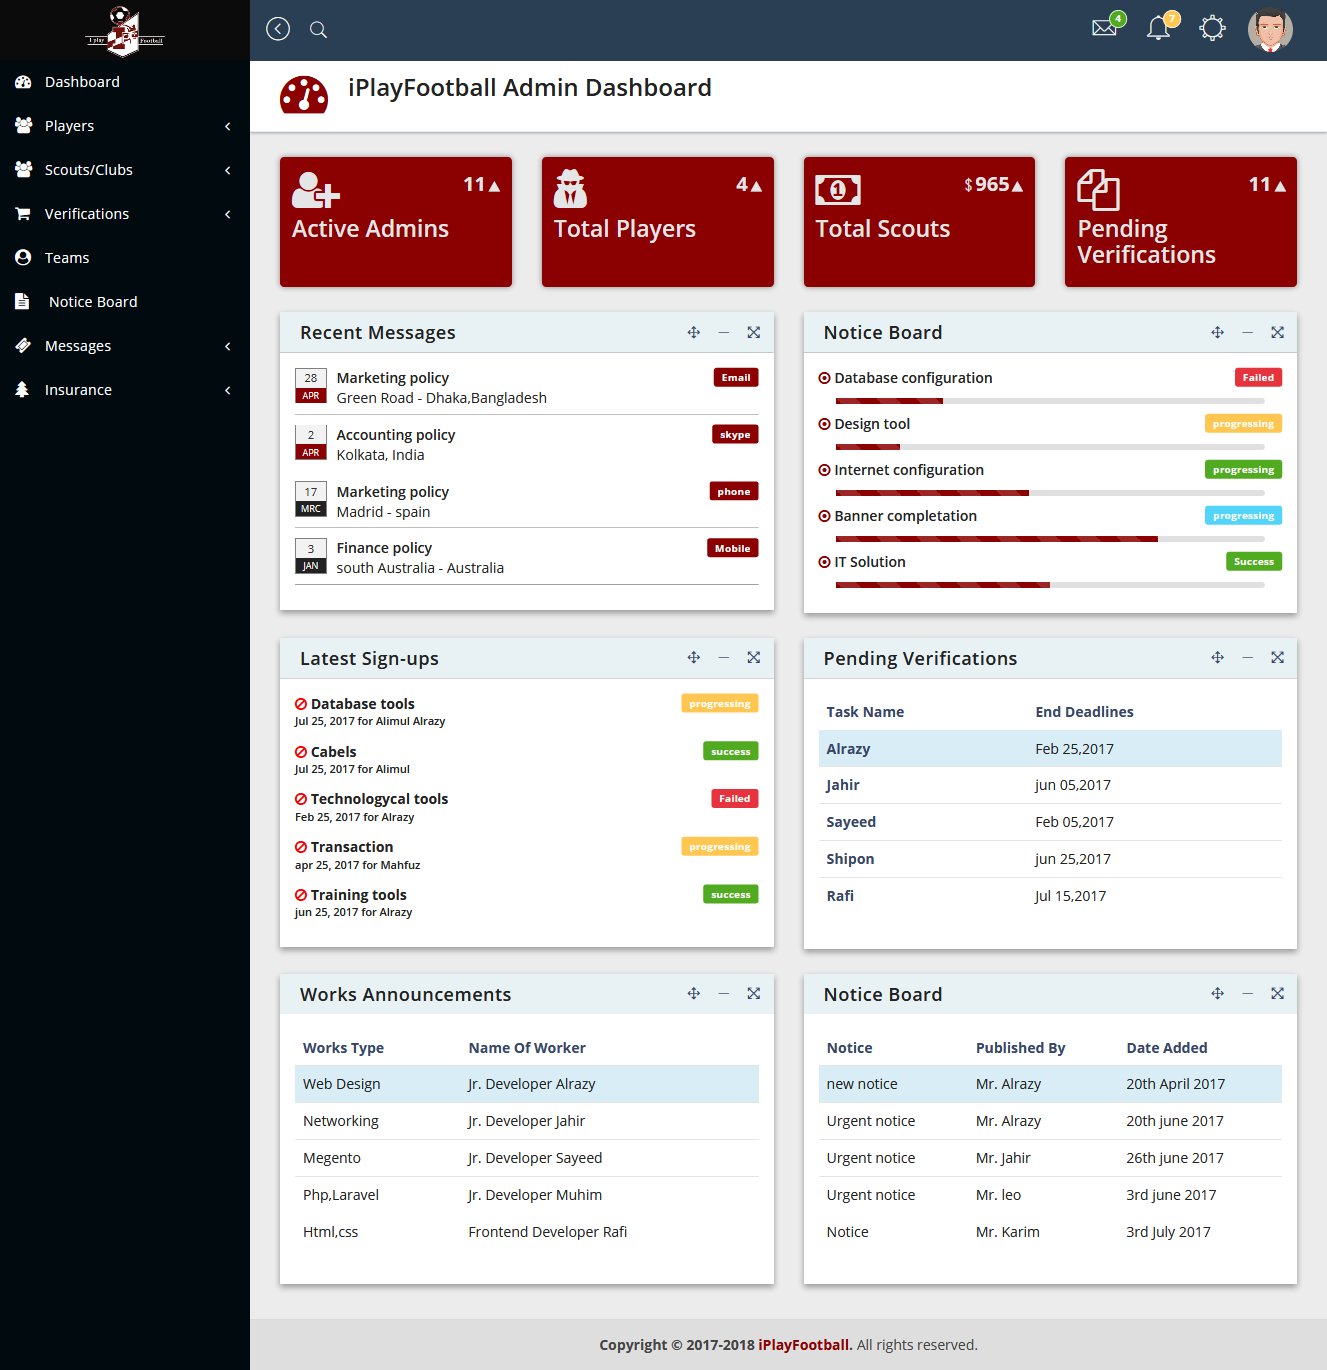 I play Football
4
7
Dashboard
Players
Scouts/Clubs
Verifications
Teams
Notice Board
Messages
Insurance
iPlayFootball Admin Dashboard
11
Active Admins
4
Total Players
$965
1
Total Scouts
11
Pending
Verifications
Recent Messages
28 APR Marketing policy Email
Green Road - Dhaka,Bangladesh
2 APR Accounting policy skype
Kolkata, India
17 MRC Marketing policy phone
Madrid - spain
3 JAN Finance policy Mobile
south Australia - Australia
Notice Board
Database configuration Failed
Design tool progressing
Internet configuration progressing
Banner completation progressing
IT Solution Success
Latest Sign-ups
Database tools progressing
Jul 25, 2017 for Alimul Alrazy
Cabels success
Jul 25, 2017 for Alimul
Technologycal tools Failed
Feb 25, 2017 for Alrazy
Transaction progressing
apr 25, 2017 for Mahfuz
Training tools success
jun 25, 2017 for Alrazy
Pending Verifications
Task Name End Deadlines
Alrazy Feb 25,2017
Jahir jun 05,2017
Sayeed Feb 05,2017
Shipon jun 25,2017
Rafi Jul 15,2017
Works Announcements
Works Type Name Of Worker
Web Design Jr. Developer Alrazy
Networking Jr. Developer Jahir
Megento Jr. Developer Sayeed
Php,Laravel Jr. Developer Muhim
Html,css Frontend Developer Rafi
Notice Board
Notice Published By Date Added
new notice Mr. Alrazy 20th April 2017
Urgent notice Mr. Alrazy 20th june 2017
Urgent notice Mr. Jahir 26th june 2017
Urgent notice Mr. leo 3rd june 2017
Notice Mr. Karim 3rd July 2017
Copyright © 2017-2018 iPlayFootball. All rights reserved.